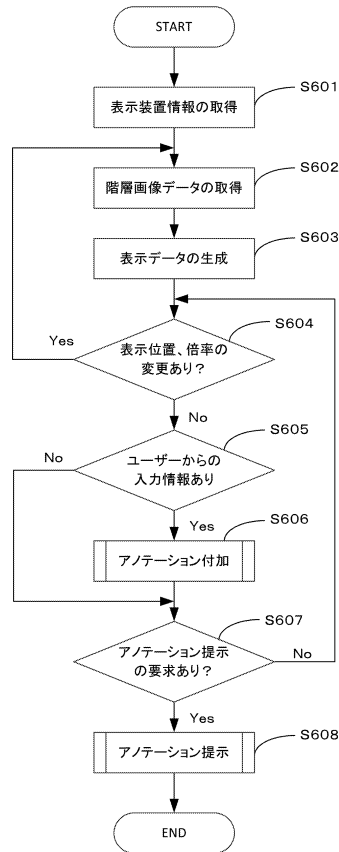 START
表示装置情報の取得
S601
階層画像データの取得
S602
表示データの生成
S603
表示位置、倍率の
変更あり？
S604
Yes
No
ユーザーからの
入力情報あり
S605
No
Yes
アノテーション付加
S606
アノテーション提示
の要求あり？
S607
No
Yes
アノテーション提示
S608
END